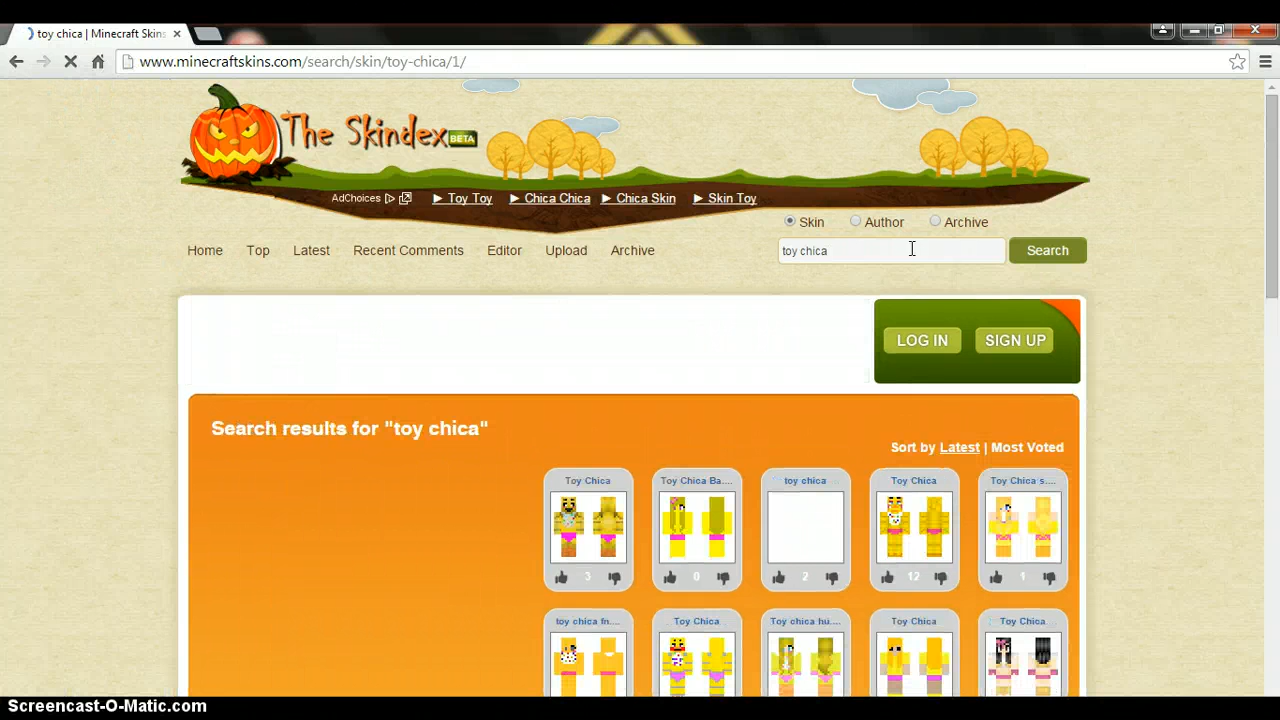 toy chica | Minecraft Skins
www.minecraftskins.com/search/skin/toy-chica/1/
The Skindex BETA
AdChoices Toy Toy Chica Chica Chica Skin Skin Toy
Skin Author Archive
Home Top Latest Recent Comments Editor Upload Archive toy chica Search
LOG IN SIGN UP
Search results for "toy chica"
Sort by Latest | Most Voted
Toy Chica Toy Chica Ba.... toy chica Toy Chica Toy Chica s....
3 0 2 12 1
toy chica fn.... Toy Chica Toy chica hu.... Toy Chica Toy Chica
Screencast-O-Matic.com